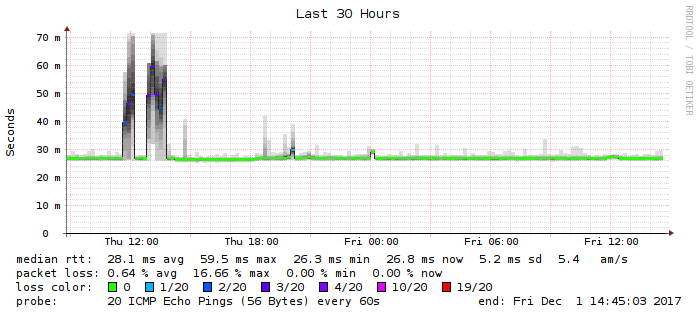 Last 30 Hours
RRDTOOL / TOBI OETIKER
Seconds
70 m
60 m
50 m
40 m
30 m
20 m
10 m
0
Thu 12:00 Thu 18:00 Fri 00:00 Fri 06:00 Fri 12:00
median rtt: 28.1 ms avg 59.5 ms max 26.3 ms min 26.8 ms now 5.2 ms sd 5.4 am/s
packet loss: 0.64 % avg 16.66 % max 0.00 % min 0.00 % now
loss color: 0 1/20 2/20 3/20 4/20 10/20 19/20
probe: 20 ICMP Echo Pings (56 Bytes) every 60s end: Fri Dec 1 14:45:03 2017